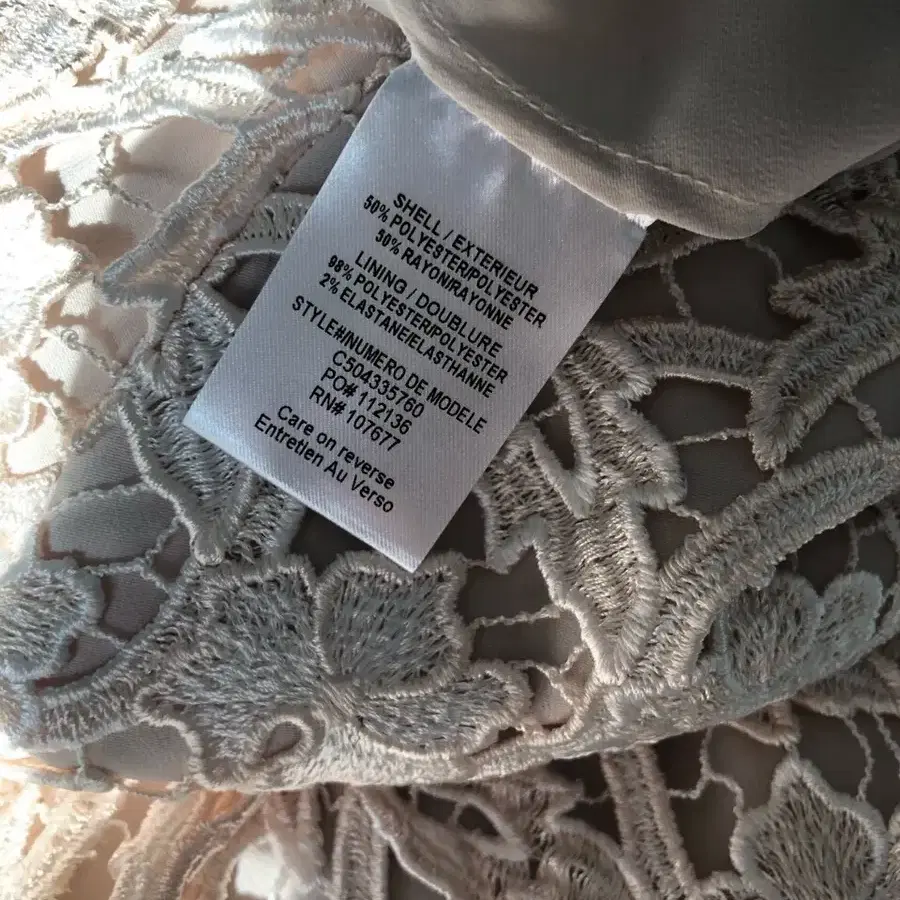 SHELL / EXTERIEUR
50% POLYESTER/POLYESTER
50% RAYON/RAYONNE
LINING / DOUBLURE
98% POLYESTER/POLYESTER
2% ELASTANE/ELASTHANNE
STYLE#/NUMERO DE MODELE
C504335760
PO# 112136
RN# 107677
Care on reverse
Entretien Au Verso